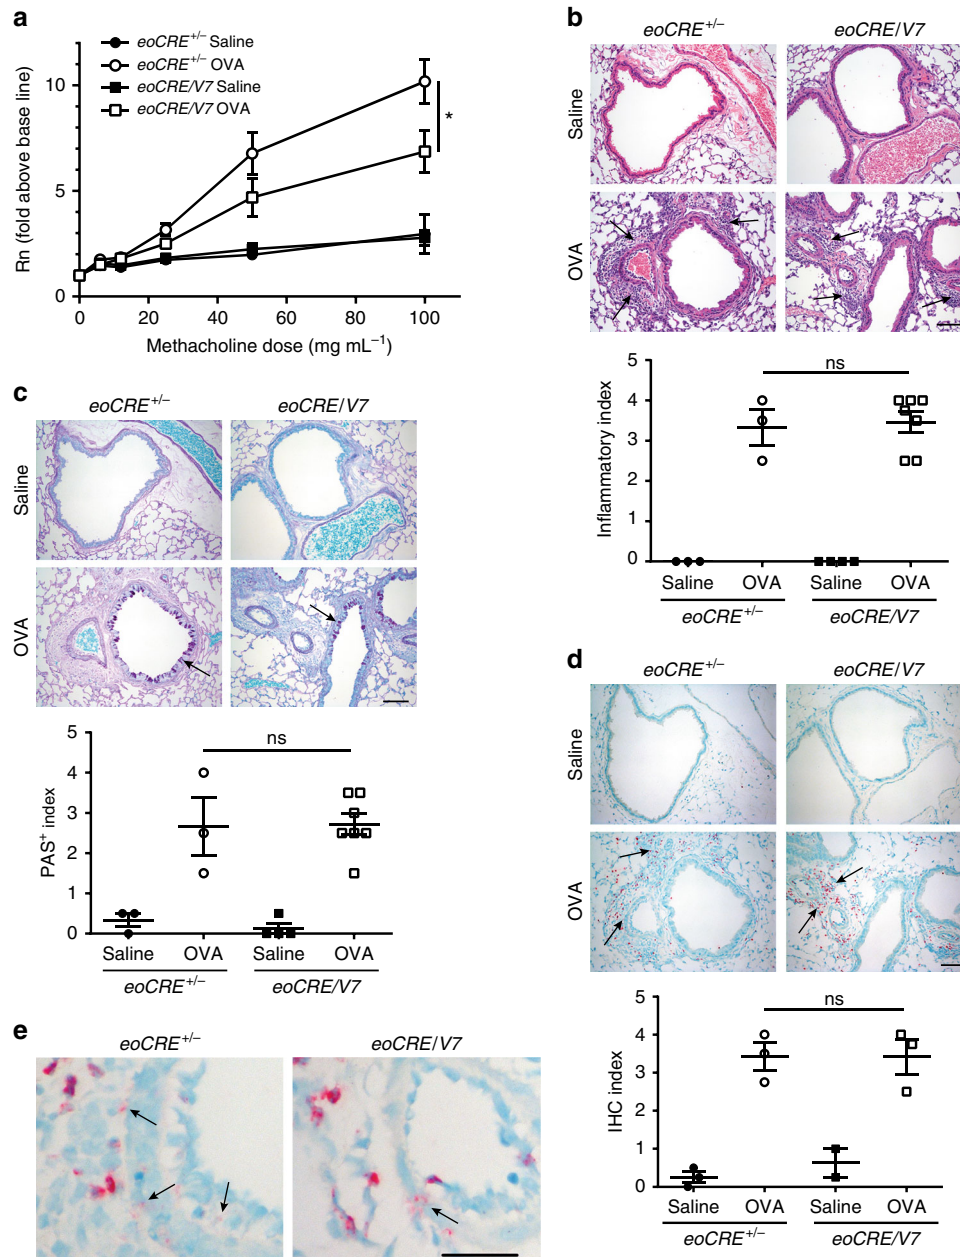 a
eoCRE+/– Saline
eoCRE+/– OVA
eoCRE/V7 Saline
eoCRE/V7 OVA
10
5
0
*
Rn (fold above base line)
0 20 40 60 80 100
Methacholine dose (mg mL–1)
b
eoCRE+/– eoCRE/V7
Saline
OVA
ns
5
4
3
2
1
0
Inflammatory index
Saline OVA Saline OVA
eoCRE+/– eoCRE/V7
c
eoCRE+/– eoCRE/V7
Saline
OVA
ns
5
4
3
2
1
0
PAS+ index
Saline OVA Saline OVA
eoCRE+/– eoCRE/V7
d
eoCRE+/– eoCRE/V7
Saline
OVA
ns
5
4
3
2
1
0
IHC index
Saline OVA Saline OVA
eoCRE+/– eoCRE/V7
e
eoCRE+/– eoCRE/V7